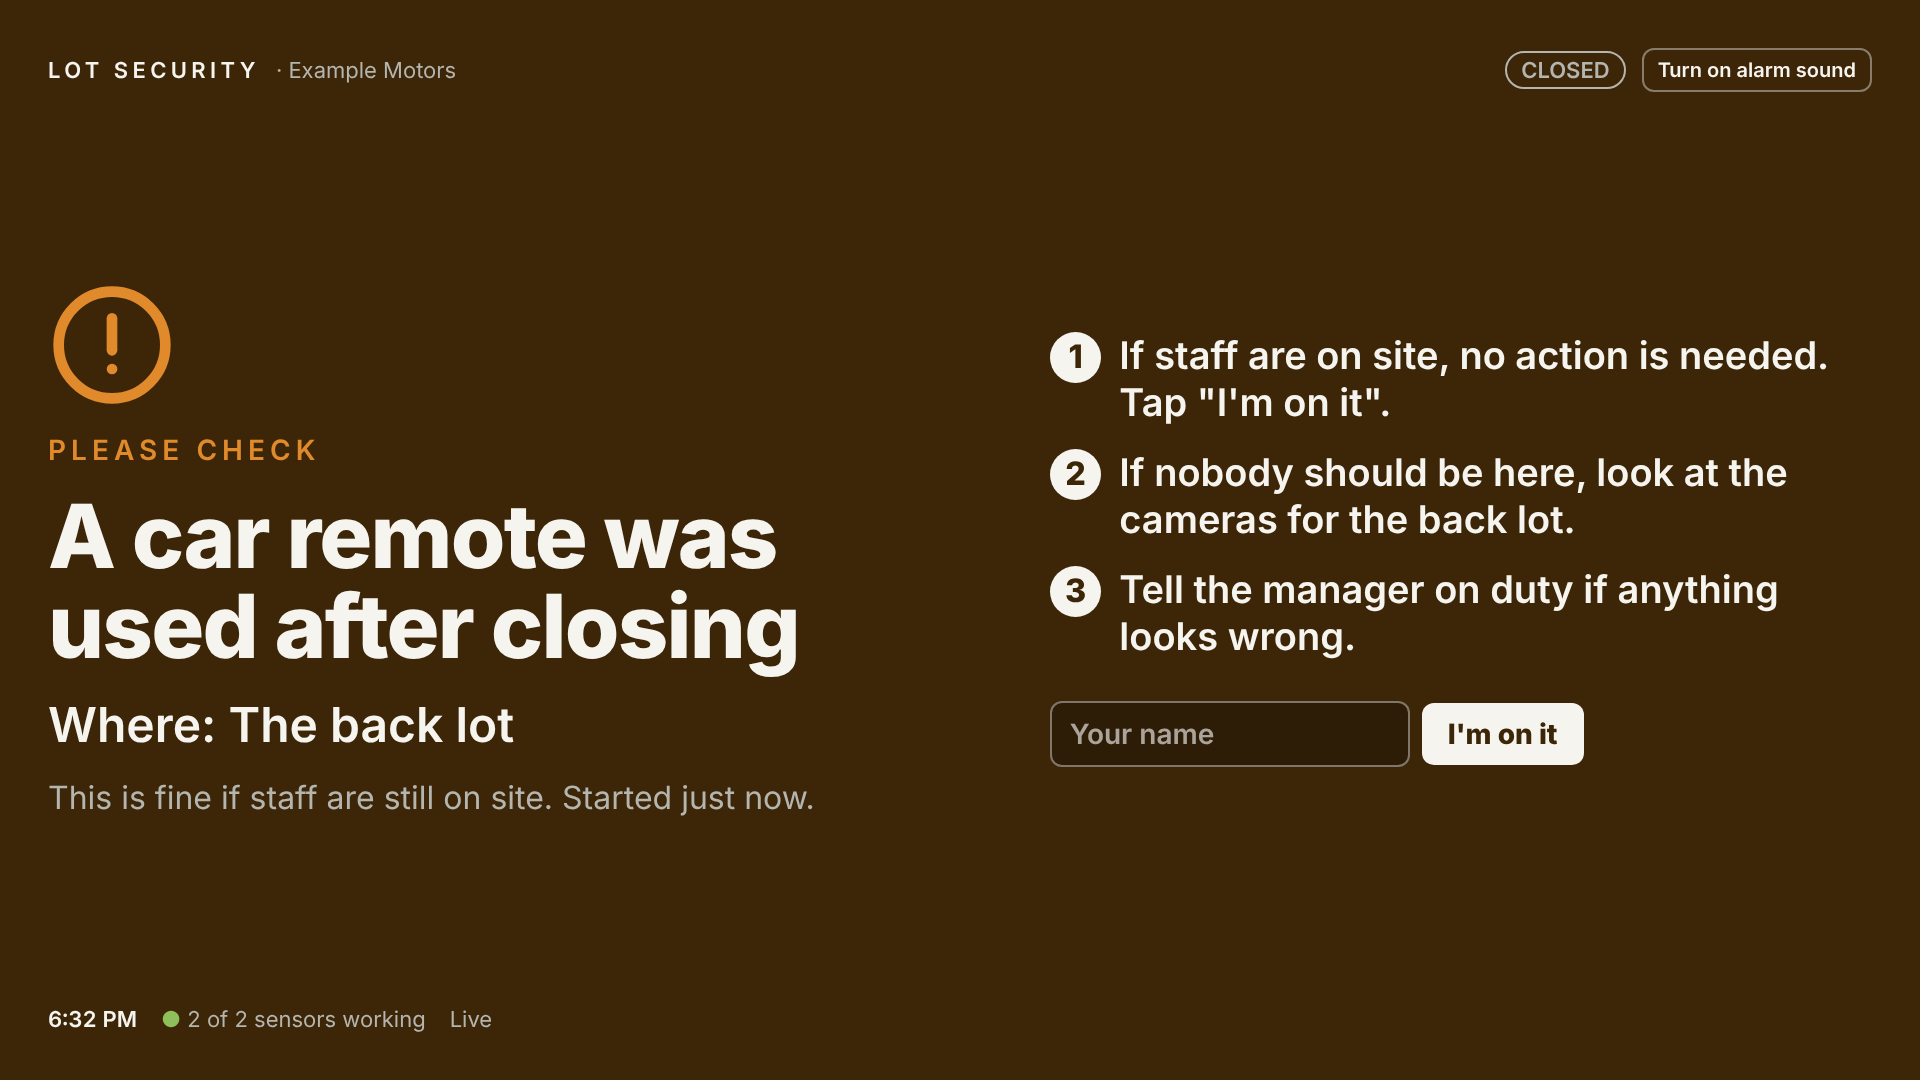 LOT SECURITY · Example Motors
CLOSED
Turn on alarm sound
PLEASE CHECK
A car remote was
used after closing
Where: The back lot
This is fine if staff are still on site. Started just now.
1 If staff are on site, no action is needed.
Tap "I'm on it".
2 If nobody should be here, look at the
cameras for the back lot.
3 Tell the manager on duty if anything
looks wrong.
Your name
I'm on it
6:32 PM 2 of 2 sensors working Live